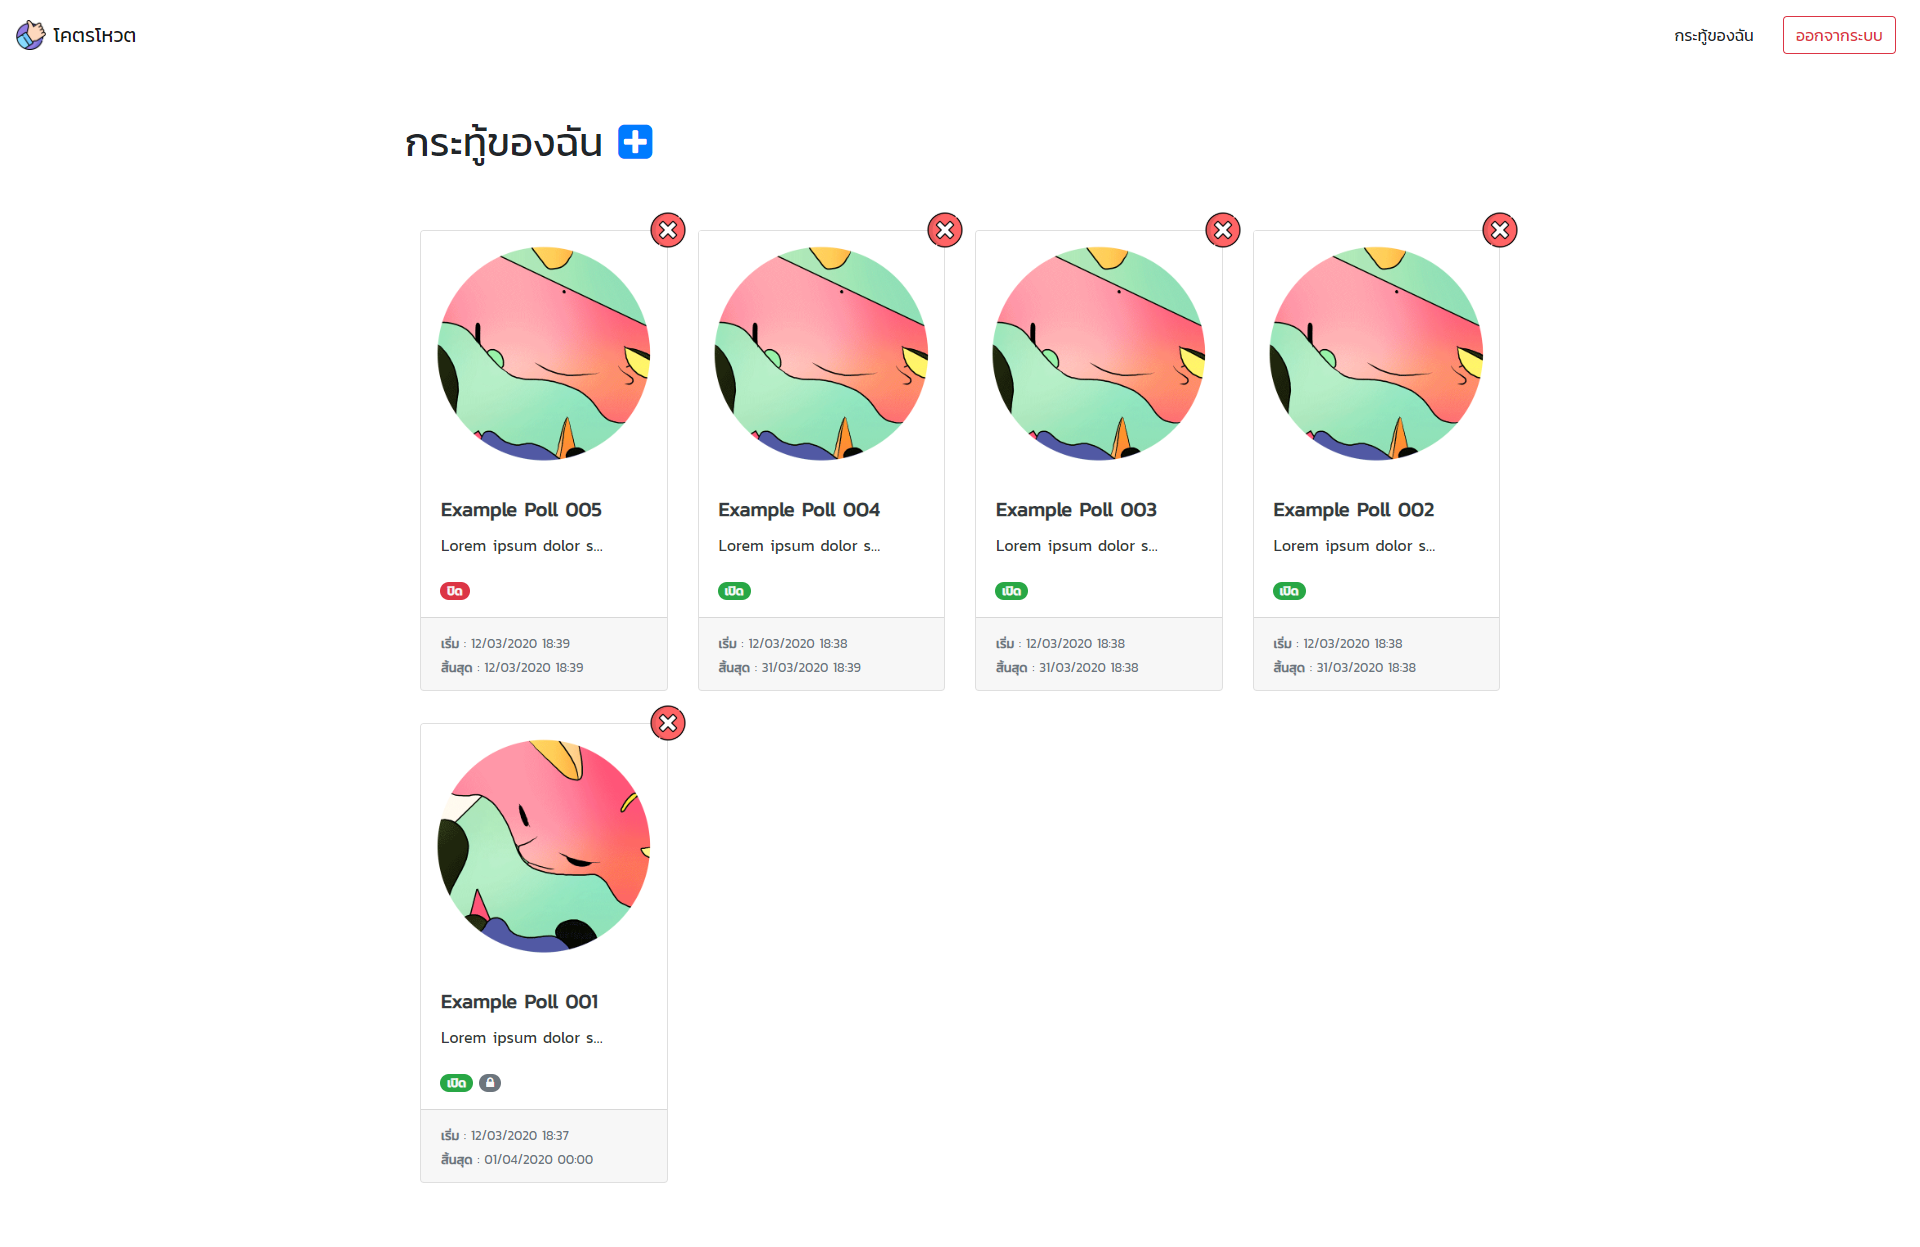 โคตรโหวต
กระทู้ของฉัน
ออกจากระบบ
กระทู้ของฉัน
Example Poll 005
Lorem ipsum dolor s...
ปิด
เริ่ม : 12/03/2020 18:39
สิ้นสุด : 12/03/2020 18:39
Example Poll 004
Lorem ipsum dolor s...
เปิด
เริ่ม : 12/03/2020 18:38
สิ้นสุด : 31/03/2020 18:39
Example Poll 003
Lorem ipsum dolor s...
เปิด
เริ่ม : 12/03/2020 18:38
สิ้นสุด : 31/03/2020 18:38
Example Poll 002
Lorem ipsum dolor s...
เปิด
เริ่ม : 12/03/2020 18:38
สิ้นสุด : 31/03/2020 18:38
Example Poll 001
Lorem ipsum dolor s...
เปิด
เริ่ม : 12/03/2020 18:37
สิ้นสุด : 01/04/2020 00:00